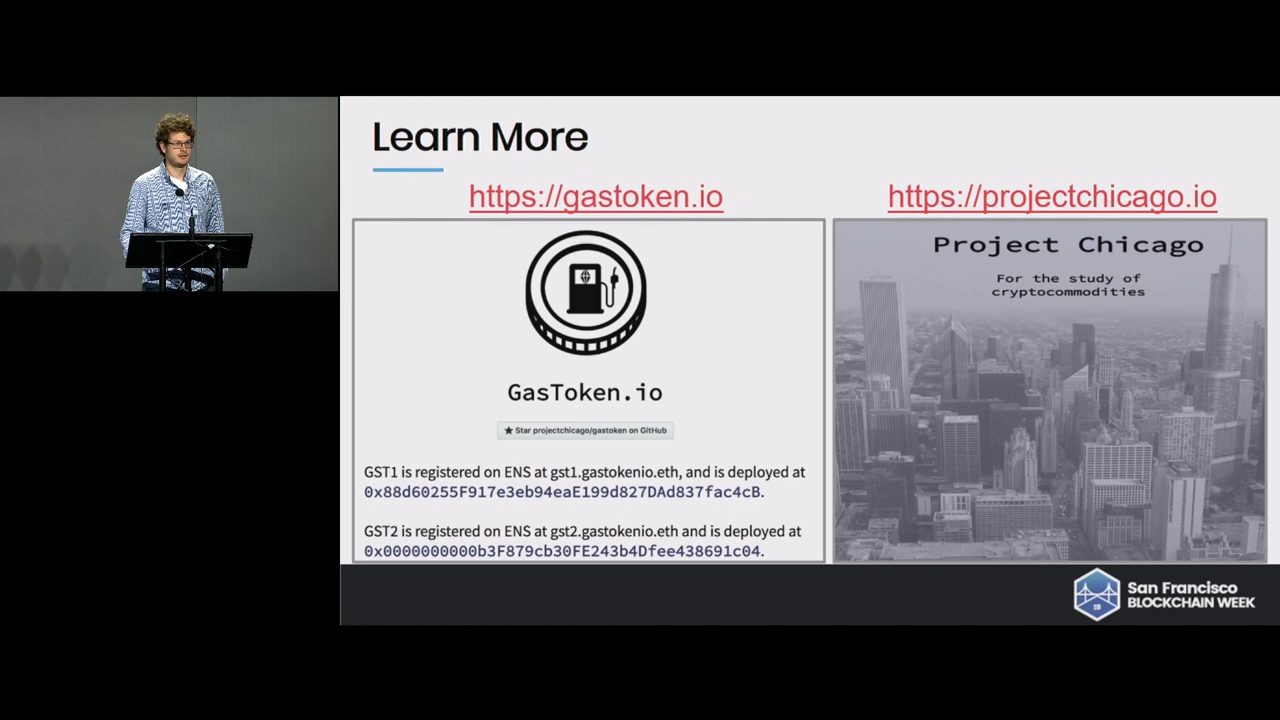 Learn More
https://gastoken.io
https://projectchicago.io
GasToken.io
★ Star projectchicago/gastoken on GitHub
GST1 is registered on ENS at gst1.gastokenio.eth, and is deployed at
0x88d60255F917e3eb94eaE199d827DAd837fac4cB.
GST2 is registered on ENS at gst2.gastokenio.eth and is deployed at
0x0000000000b3F879cb30FE243b4Dfee438691c04.
Project Chicago
For the study of
cryptocommodities
18
San Francisco
BLOCKCHAIN WEEK